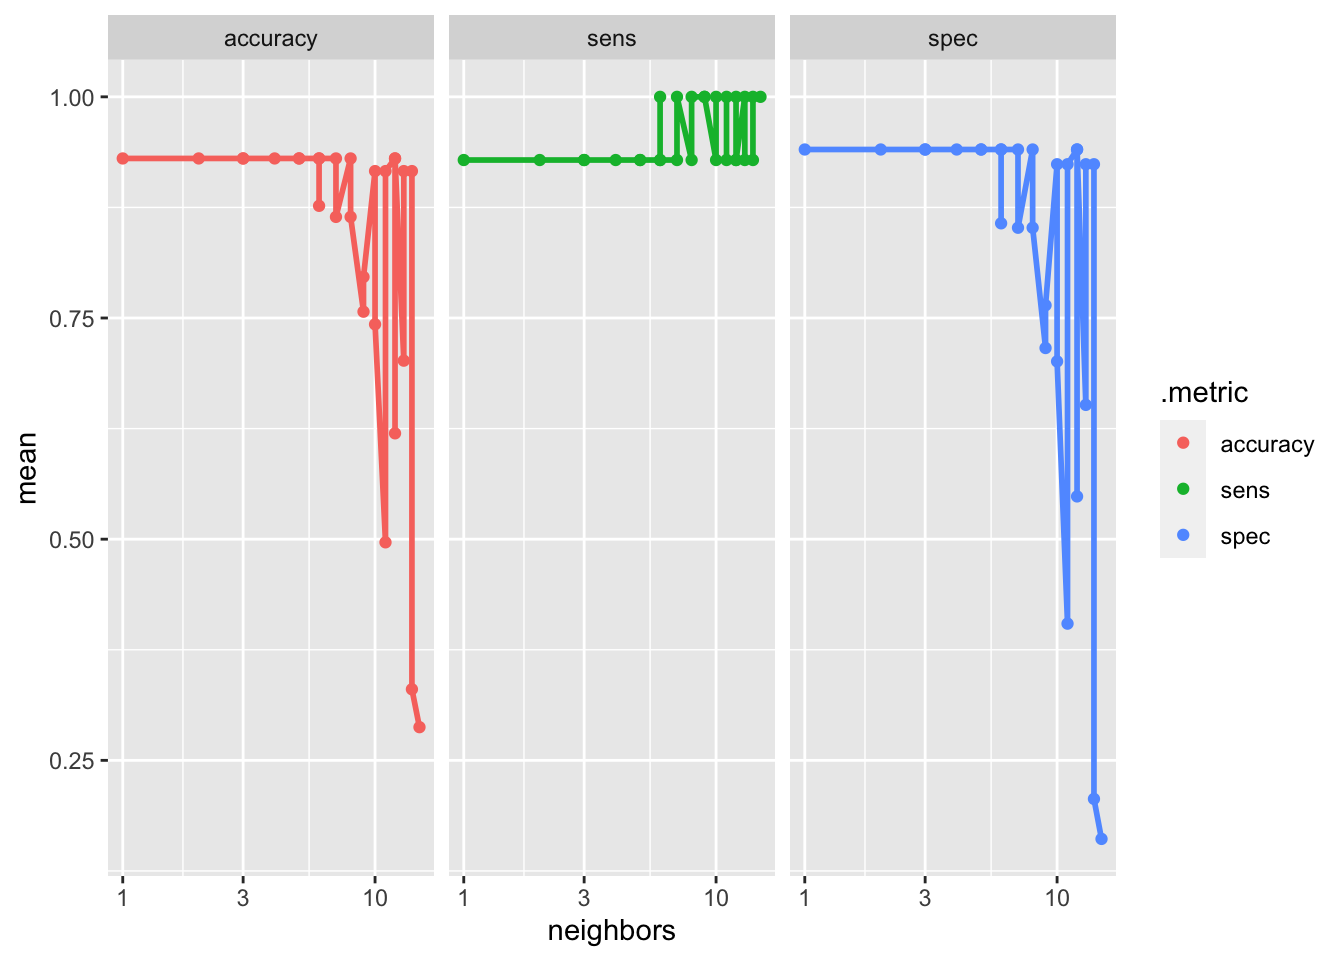 accuracy
sens
spec
1.00
0.75
0.50
0.25
mean
1 3 10
1 3 10
1 3 10
neighbors
.metric
accuracy
sens
spec